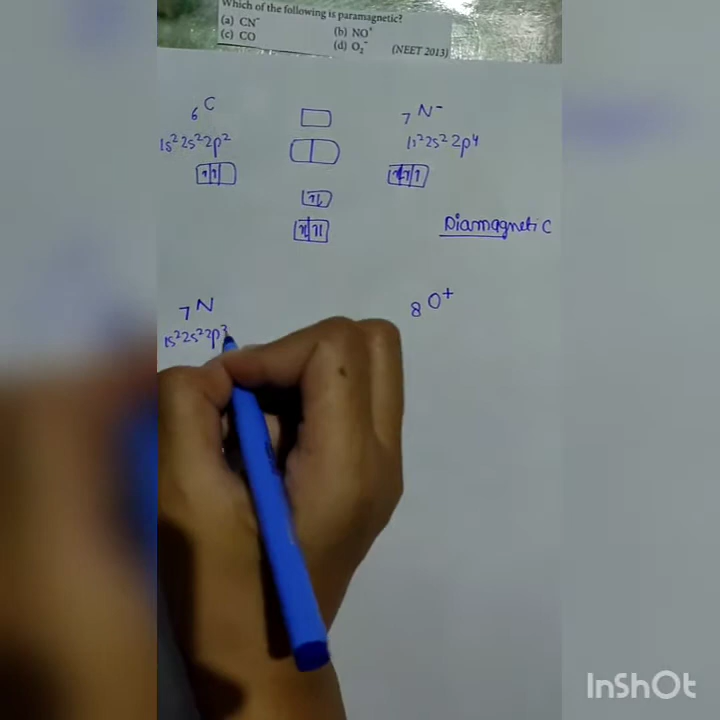 Which of the following is paramagnetic?
(a) CN⁻ (b) NO⁺
(c) CO (d) O₂⁻ (NEET 2013)
₆C ₇N⁻
1s²2s²2p² 1s²2s²2p⁴
Diamagnetic
₇N ₈O⁺
1s²2s²2p³
InShOt